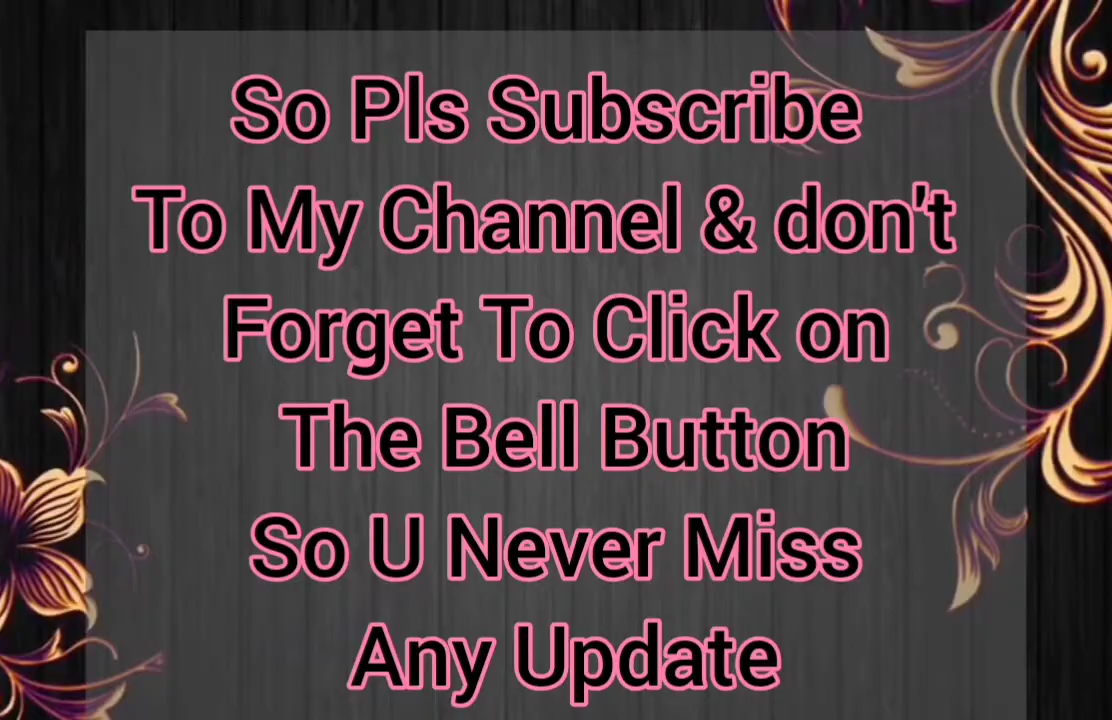 So Pls Subscribe
To My Channel & don't
Forget To Click on
The Bell Button
So U Never Miss
Any Update